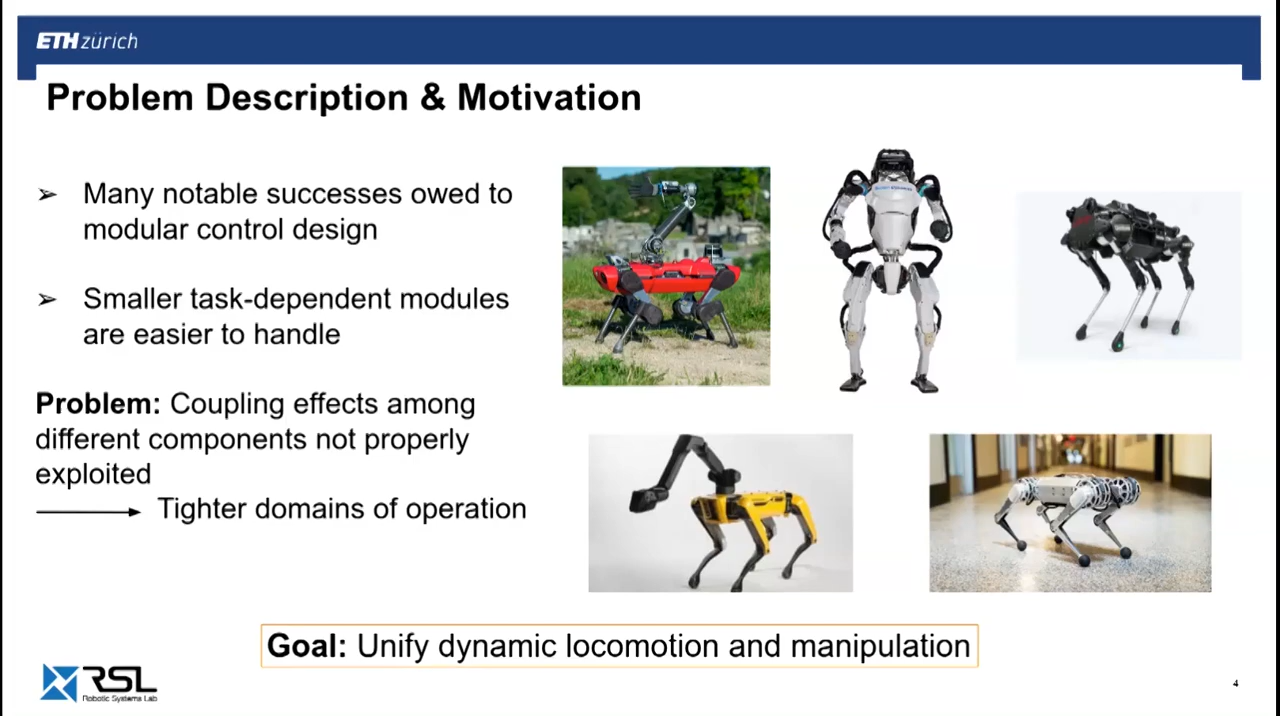 ETH zürich
Problem Description & Motivation
➢ Many notable successes owed to
modular control design
➢ Smaller task-dependent modules
are easier to handle
Problem: Coupling effects among
different components not properly
exploited
Tighter domains of operation
Goal: Unify dynamic locomotion and manipulation
RSL
Robotic Systems Lab
4